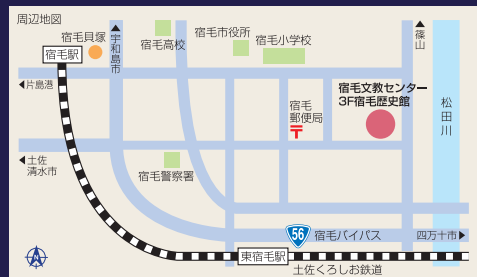 周辺地図
宿毛駅
宿毛貝塚
宇和島市
宿毛高校
宿毛市役所
宿毛小学校
篠山
片島港
宿毛文教センター
3F宿毛歴史館
宿毛
郵便局
松田川
土佐
清水市
宿毛警察署
56
宿毛バイパス
四万十市
東宿毛駅
土佐くろしお鉄道